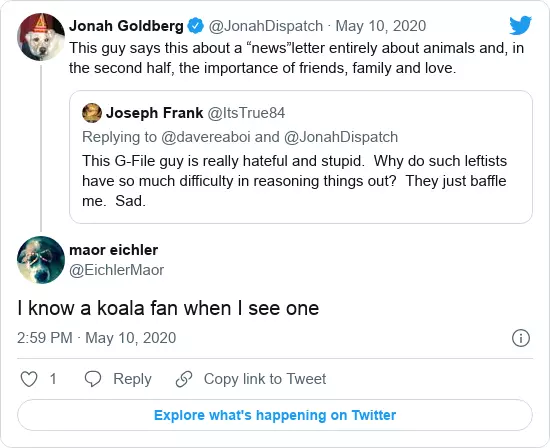 Jonah Goldberg @JonahDispatch · May 10, 2020
This guy says this about a “news”letter entirely about animals and, in
the second half, the importance of friends, family and love.
Joseph Frank @ItsTrue84
Replying to @davereaboi and @JonahDispatch
This G-File guy is really hateful and stupid.  Why do such leftists
have so much difficulty in reasoning things out?  They just baffle
me.  Sad.
maor eichler
@EichlerMaor
I know a koala fan when I see one
2:59 PM · May 10, 2020
1 Reply Copy link to Tweet
Explore what's happening on Twitter